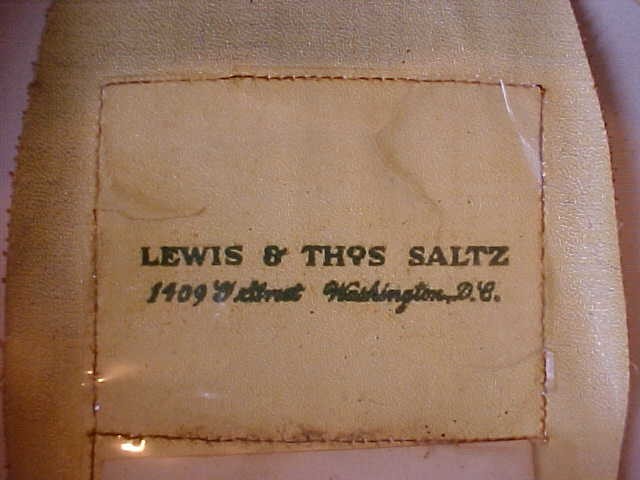 LEWIS & THOS SALTZ
1409 G Street Washington, D.C.